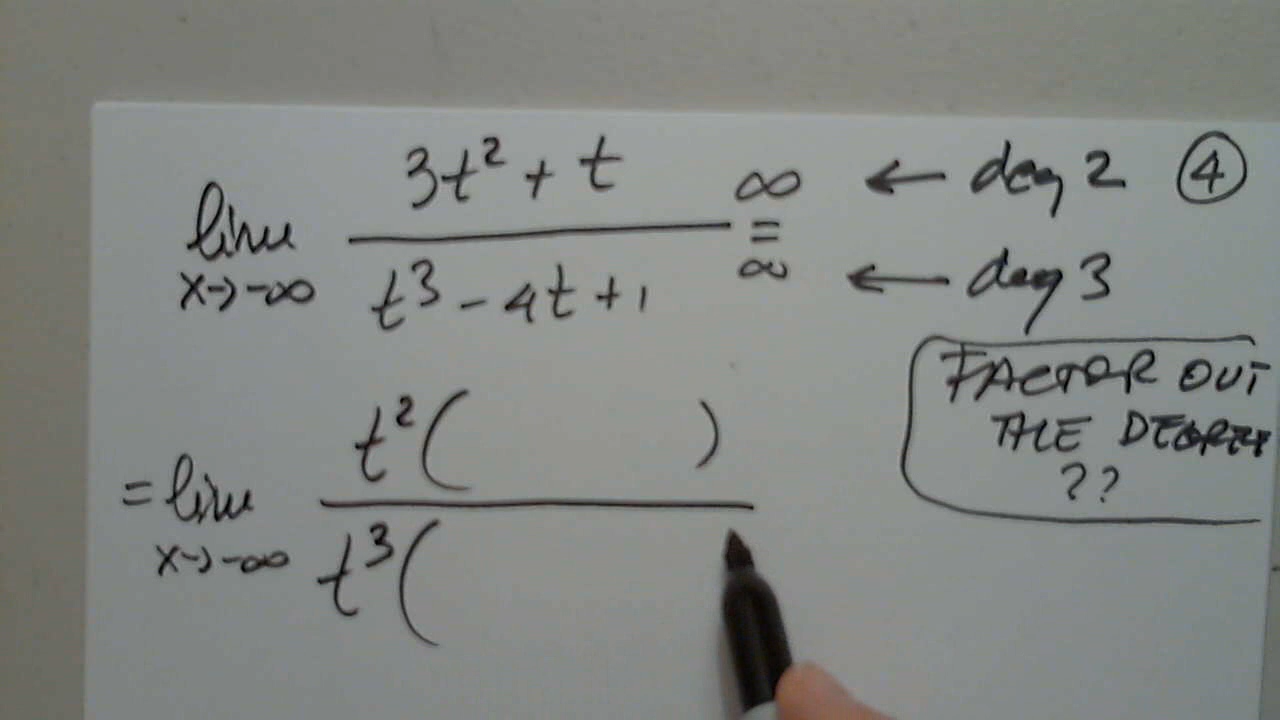 lim x→-∞ (3t² + t)/(t³ - 4t + 1) = ∞/∞ ← deg 2 ④
← deg 3
FACTOR OUT
THE DEGREE
??
= lim x→-∞ t²( )/t³(